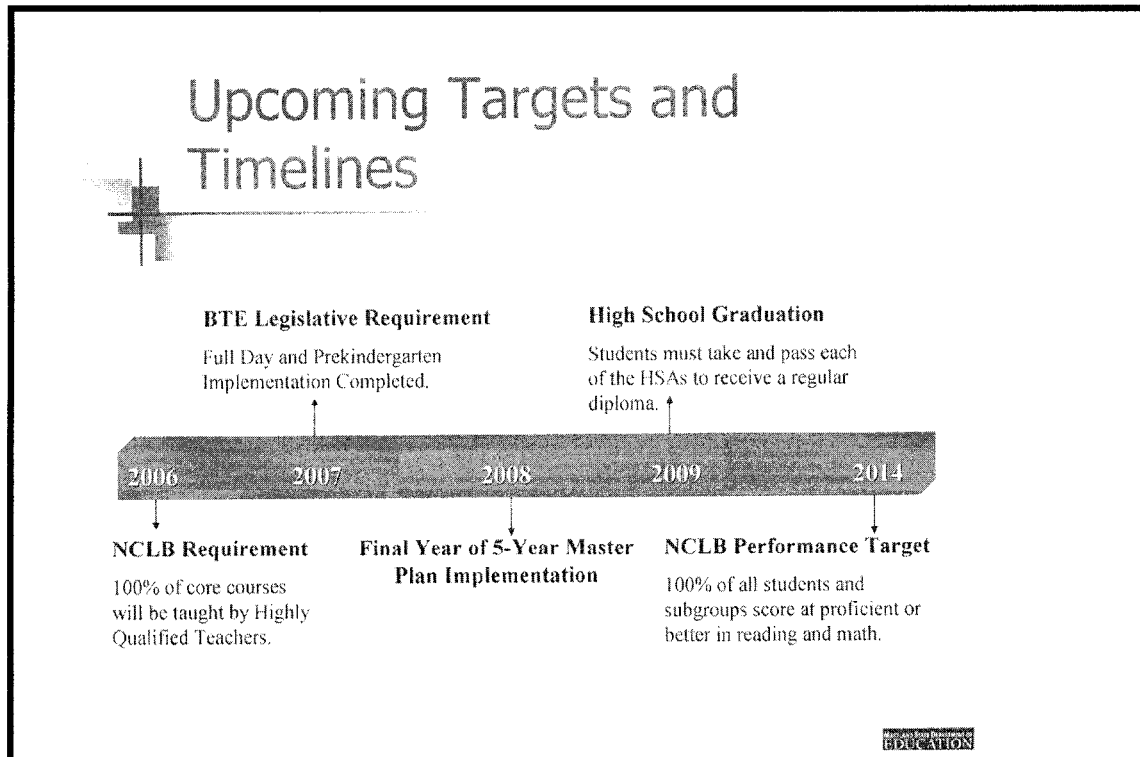 Upcoming Targets and
Timelines
BTE Legislative Requirement
Full Day and Prekindergarten
Implementation Completed.
High School Graduation
Students must take and pass each
of the HSAs to receive a regular
diploma.
2006 2007 2008 2009 2014
NCLB Requirement
100% of core courses
will be taught by Highly
Qualified Teachers.
Final Year of 5-Year Master
Plan Implementation
NCLB Performance Target
100% of all students and
subgroups score at proficient or
better in reading and math.
EDUCATION